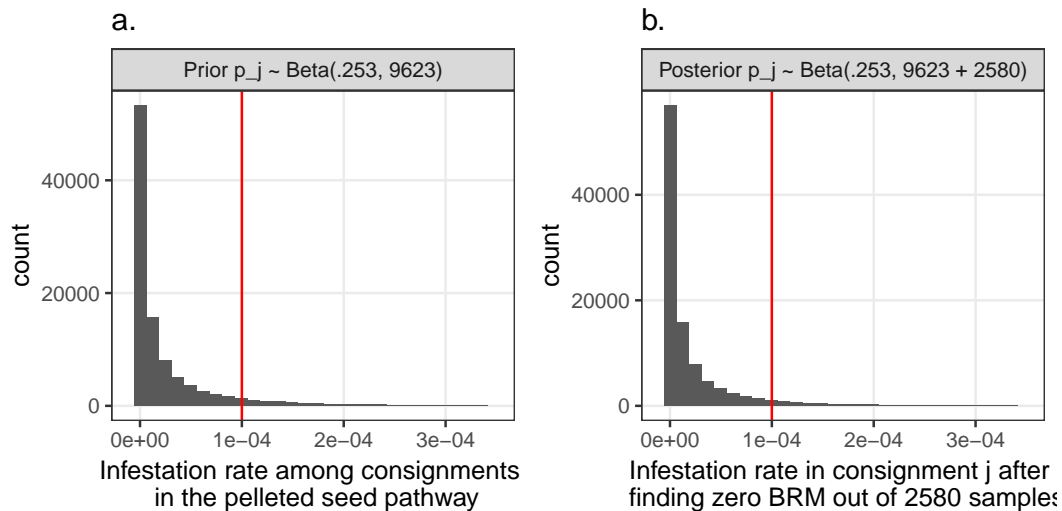 a.
Prior p_j ~ Beta(.253, 9623)
count
40000
20000
0
0e+00 1e−04 2e−04 3e−04
Infestation rate among consignments
in the pelleted seed pathway
b.
Posterior p_j ~ Beta(.253, 9623 + 2580)
count
40000
20000
0
0e+00 1e−04 2e−04 3e−04
Infestation rate in consignment j after
finding zero BRM out of 2580 samples